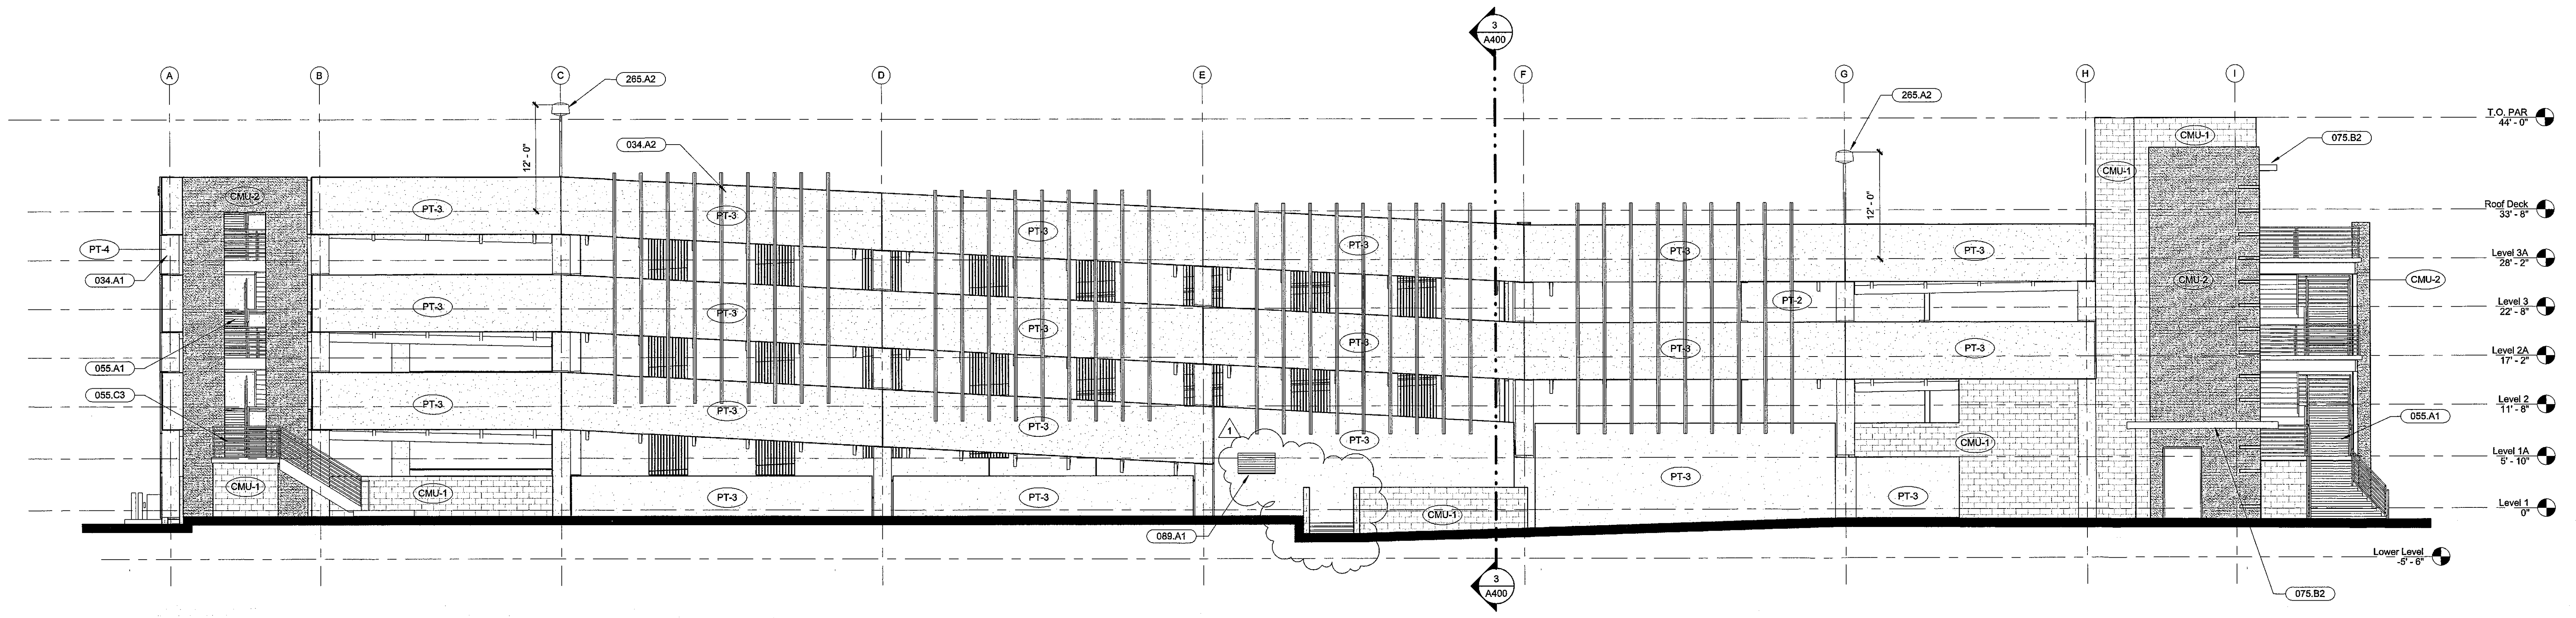 3
A400
A
B
C
D
E
F
G
H
I
265.A2
265.A2
12' - 0"
12' - 0"
034.A2
T.O. PAR
44' - 0"
CMU-1
075.B2
CMU-1
CMU-2
PT-3
PT-3
PT-3
PT-3
PT-3
PT-3
Roof Deck
33' - 8"
PT-4
034.A1
Level 3A
28' - 2"
CMU-2
CMU-2
PT-2
PT-3
PT-3
PT-3
PT-3
PT-3
PT-3
Level 3
22' - 8"
055.A1
Level 2A
17' - 2"
055.C3
PT-3
PT-3
PT-3
PT-3
1
Level 2
11' - 8"
055.A1
CMU-1
Level 1A
5' - 10"
CMU-1
CMU-1
PT-3
PT-3
CMU-1
PT-3
PT-3
Level 1
0"
089.A1
Lower Level
-5' - 6"
3
A400
075.B2